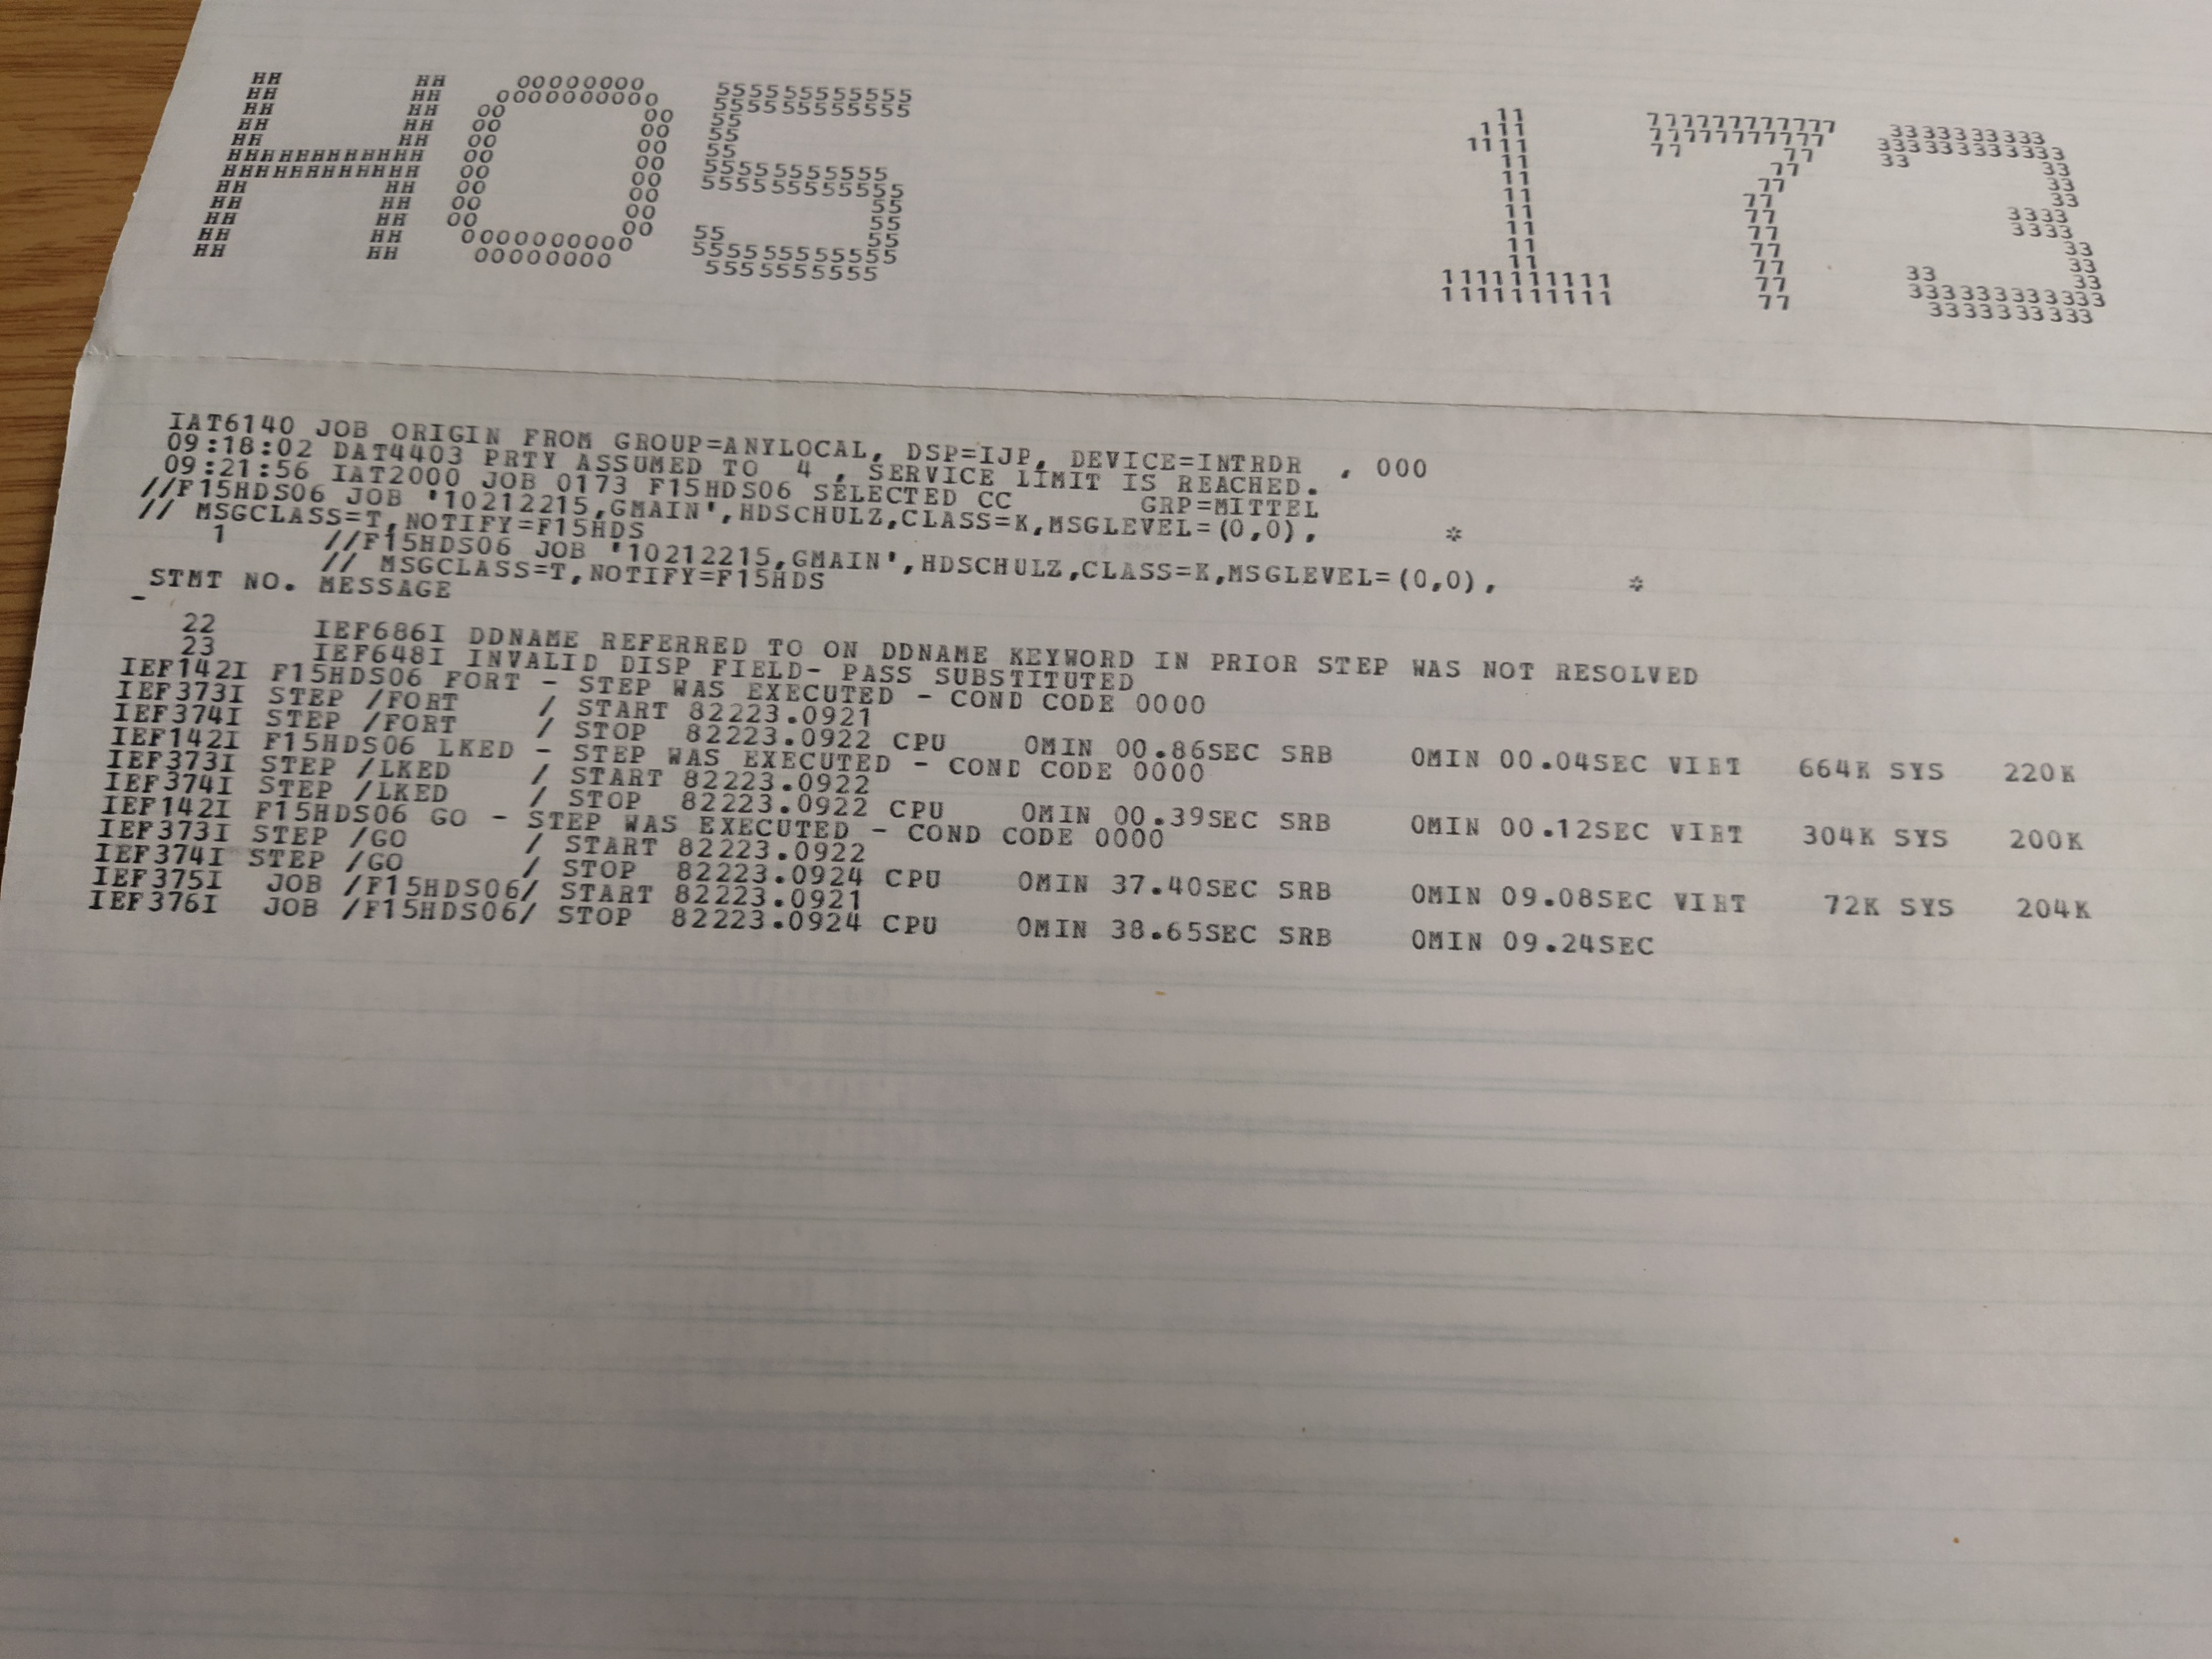 H05 173
IAT6140 JOB ORIGIN FROM GROUP=ANYLOCAL, DSP=IJP, DEVICE=INTRDR , 000
09:18:02 DAT4403 PRTY ASSUMED TO 4 , SERVICE LIMIT IS REACHED.
09:21:56 IAT2000 JOB 0173 F15HDS06 SELECTED CC GRP=MITTEL
//F15HDS06 JOB '10212215,GMAIN',HDSCHULZ,CLASS=K,MSGLEVEL=(0,0), *
// MSGCLASS=T,NOTIFY=F15HDS
1 //F15HDS06 JOB '10212215,GMAIN',HDSCHULZ,CLASS=K,MSGLEVEL=(0,0), *
// MSGCLASS=T,NOTIFY=F15HDS
STMT NO. MESSAGE
-
22 IEF686I DDNAME REFERRED TO ON DDNAME KEYWORD IN PRIOR STEP WAS NOT RESOLVED
23 IEF648I INVALID DISP FIELD- PASS SUBSTITUTED
IEF142I F15HDS06 FORT - STEP WAS EXECUTED - COND CODE 0000
IEF373I STEP /FORT / START 82223.0921
IEF374I STEP /FORT / STOP 82223.0922 CPU 0MIN 00.86SEC SRB 0MIN 00.04SEC VIRT 664K SYS 220K
IEF142I F15HDS06 LKED - STEP WAS EXECUTED - COND CODE 0000
IEF373I STEP /LKED / START 82223.0922
IEF374I STEP /LKED / STOP 82223.0922 CPU 0MIN 00.39SEC SRB 0MIN 00.12SEC VIRT 304K SYS 200K
IEF142I F15HDS06 GO - STEP WAS EXECUTED - COND CODE 0000
IEF373I STEP /GO / START 82223.0922
IEF374I STEP /GO / STOP 82223.0924 CPU 0MIN 37.40SEC SRB 0MIN 09.08SEC VIRT 72K SYS 204K
IEF375I JOB /F15HDS06/ START 82223.0921
IEF376I JOB /F15HDS06/ STOP 82223.0924 CPU 0MIN 38.65SEC SRB 0MIN 09.24SEC